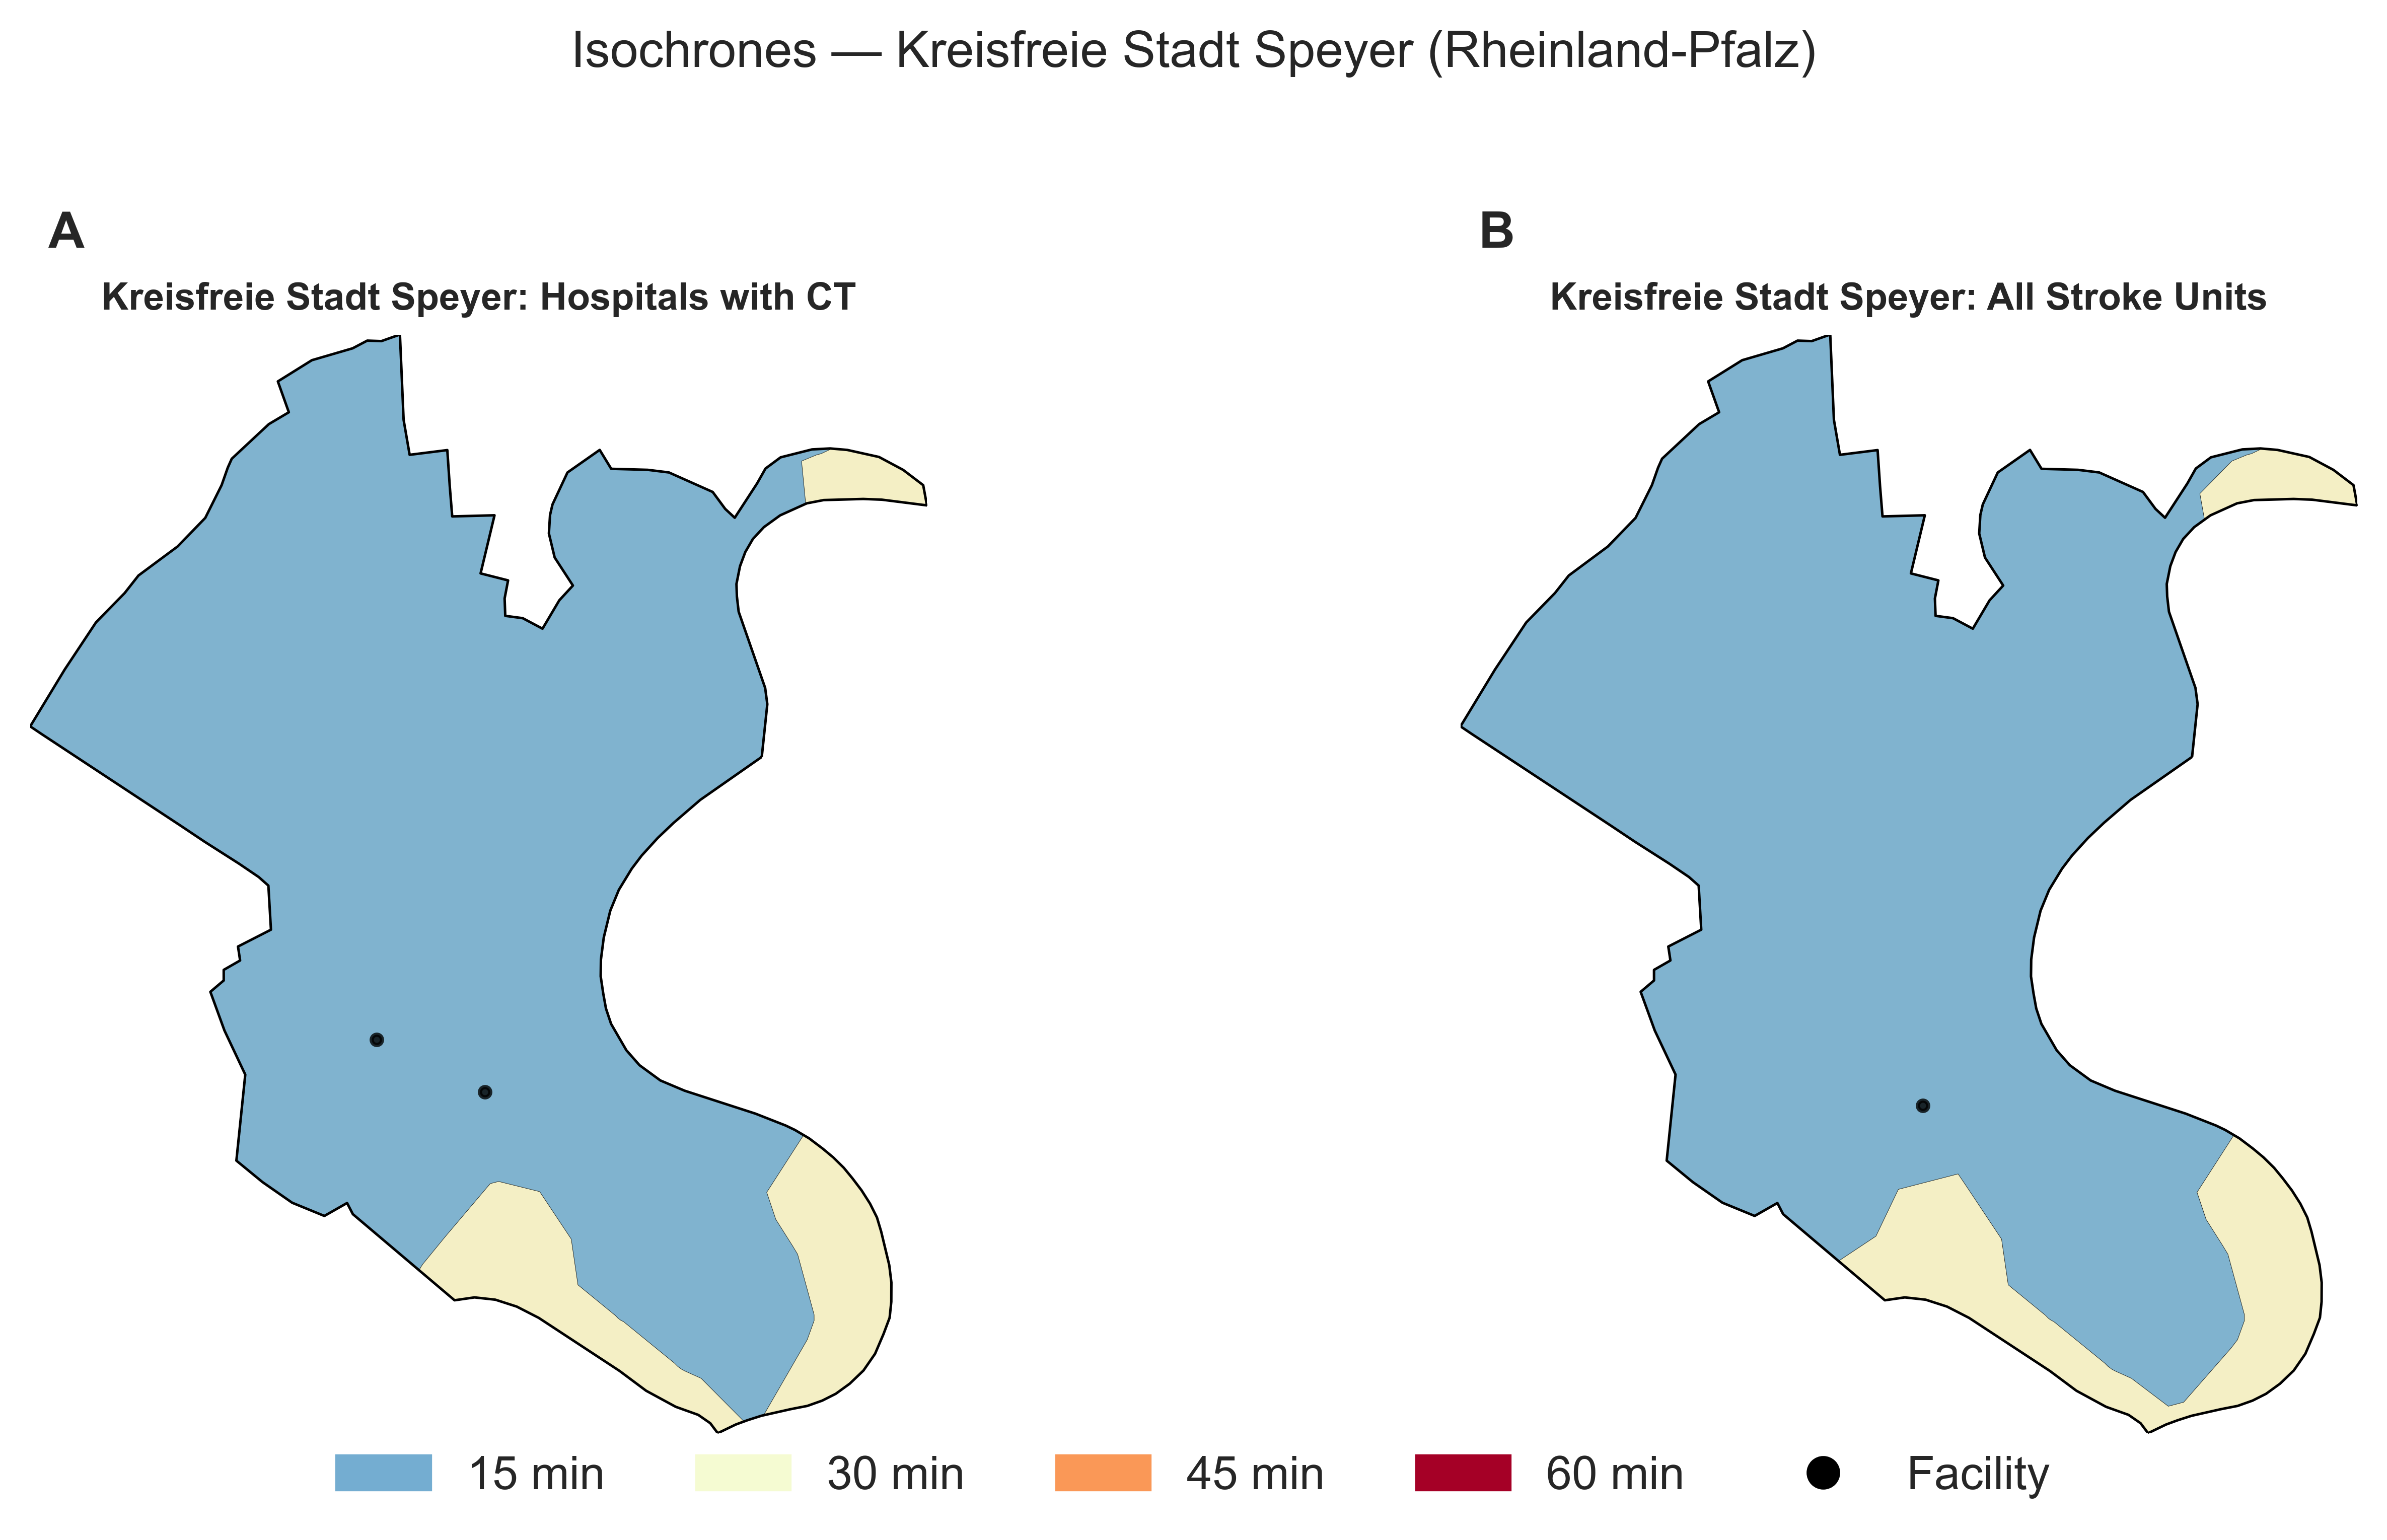 Isochrones — Kreisfreie Stadt Speyer (Rheinland-Pfalz)
A
Kreisfreie Stadt Speyer: Hospitals with CT
B
Kreisfreie Stadt Speyer: All Stroke Units
15 min
30 min
45 min
60 min
Facility